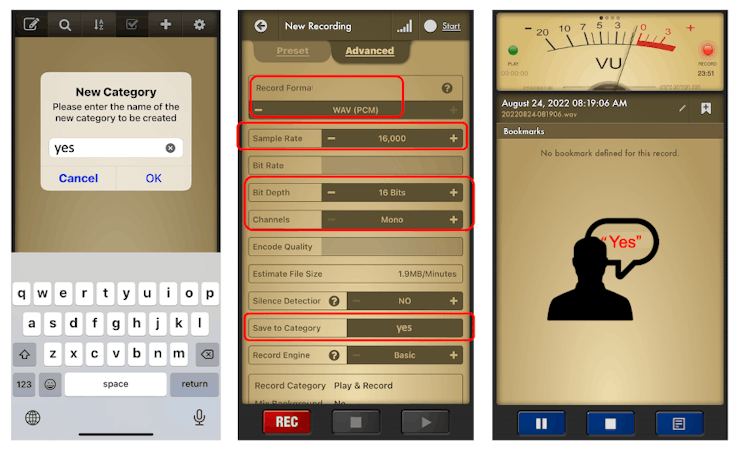 New Category
Please enter the name of the
new category to be created
yes
Cancel
OK
q w e r t y u i o p
a s d f g h j k l
z x c v b n m
123
space
return
New Recording
Start
Preset
Advanced
Record Format
WAV (PCM)
Sample Rate
16,000
Bit Rate
Bit Depth
16 Bits
Channels
Mono
Encode Quality
Estimate File Size
1.9MB/Minutes
Silence Detection
NO
Save to Category
yes
Record Engine
Basic
Record Category
Play & Record
Mix Background
No
REC
- 20 10 7 5 3 0 3 +
VU
PLAY
00:00:00
RECORD
23:51
August 24, 2022 08:19:06 AM
20220824-081906.wav
Bookmarks
No bookmark defined for this record.
"Yes"